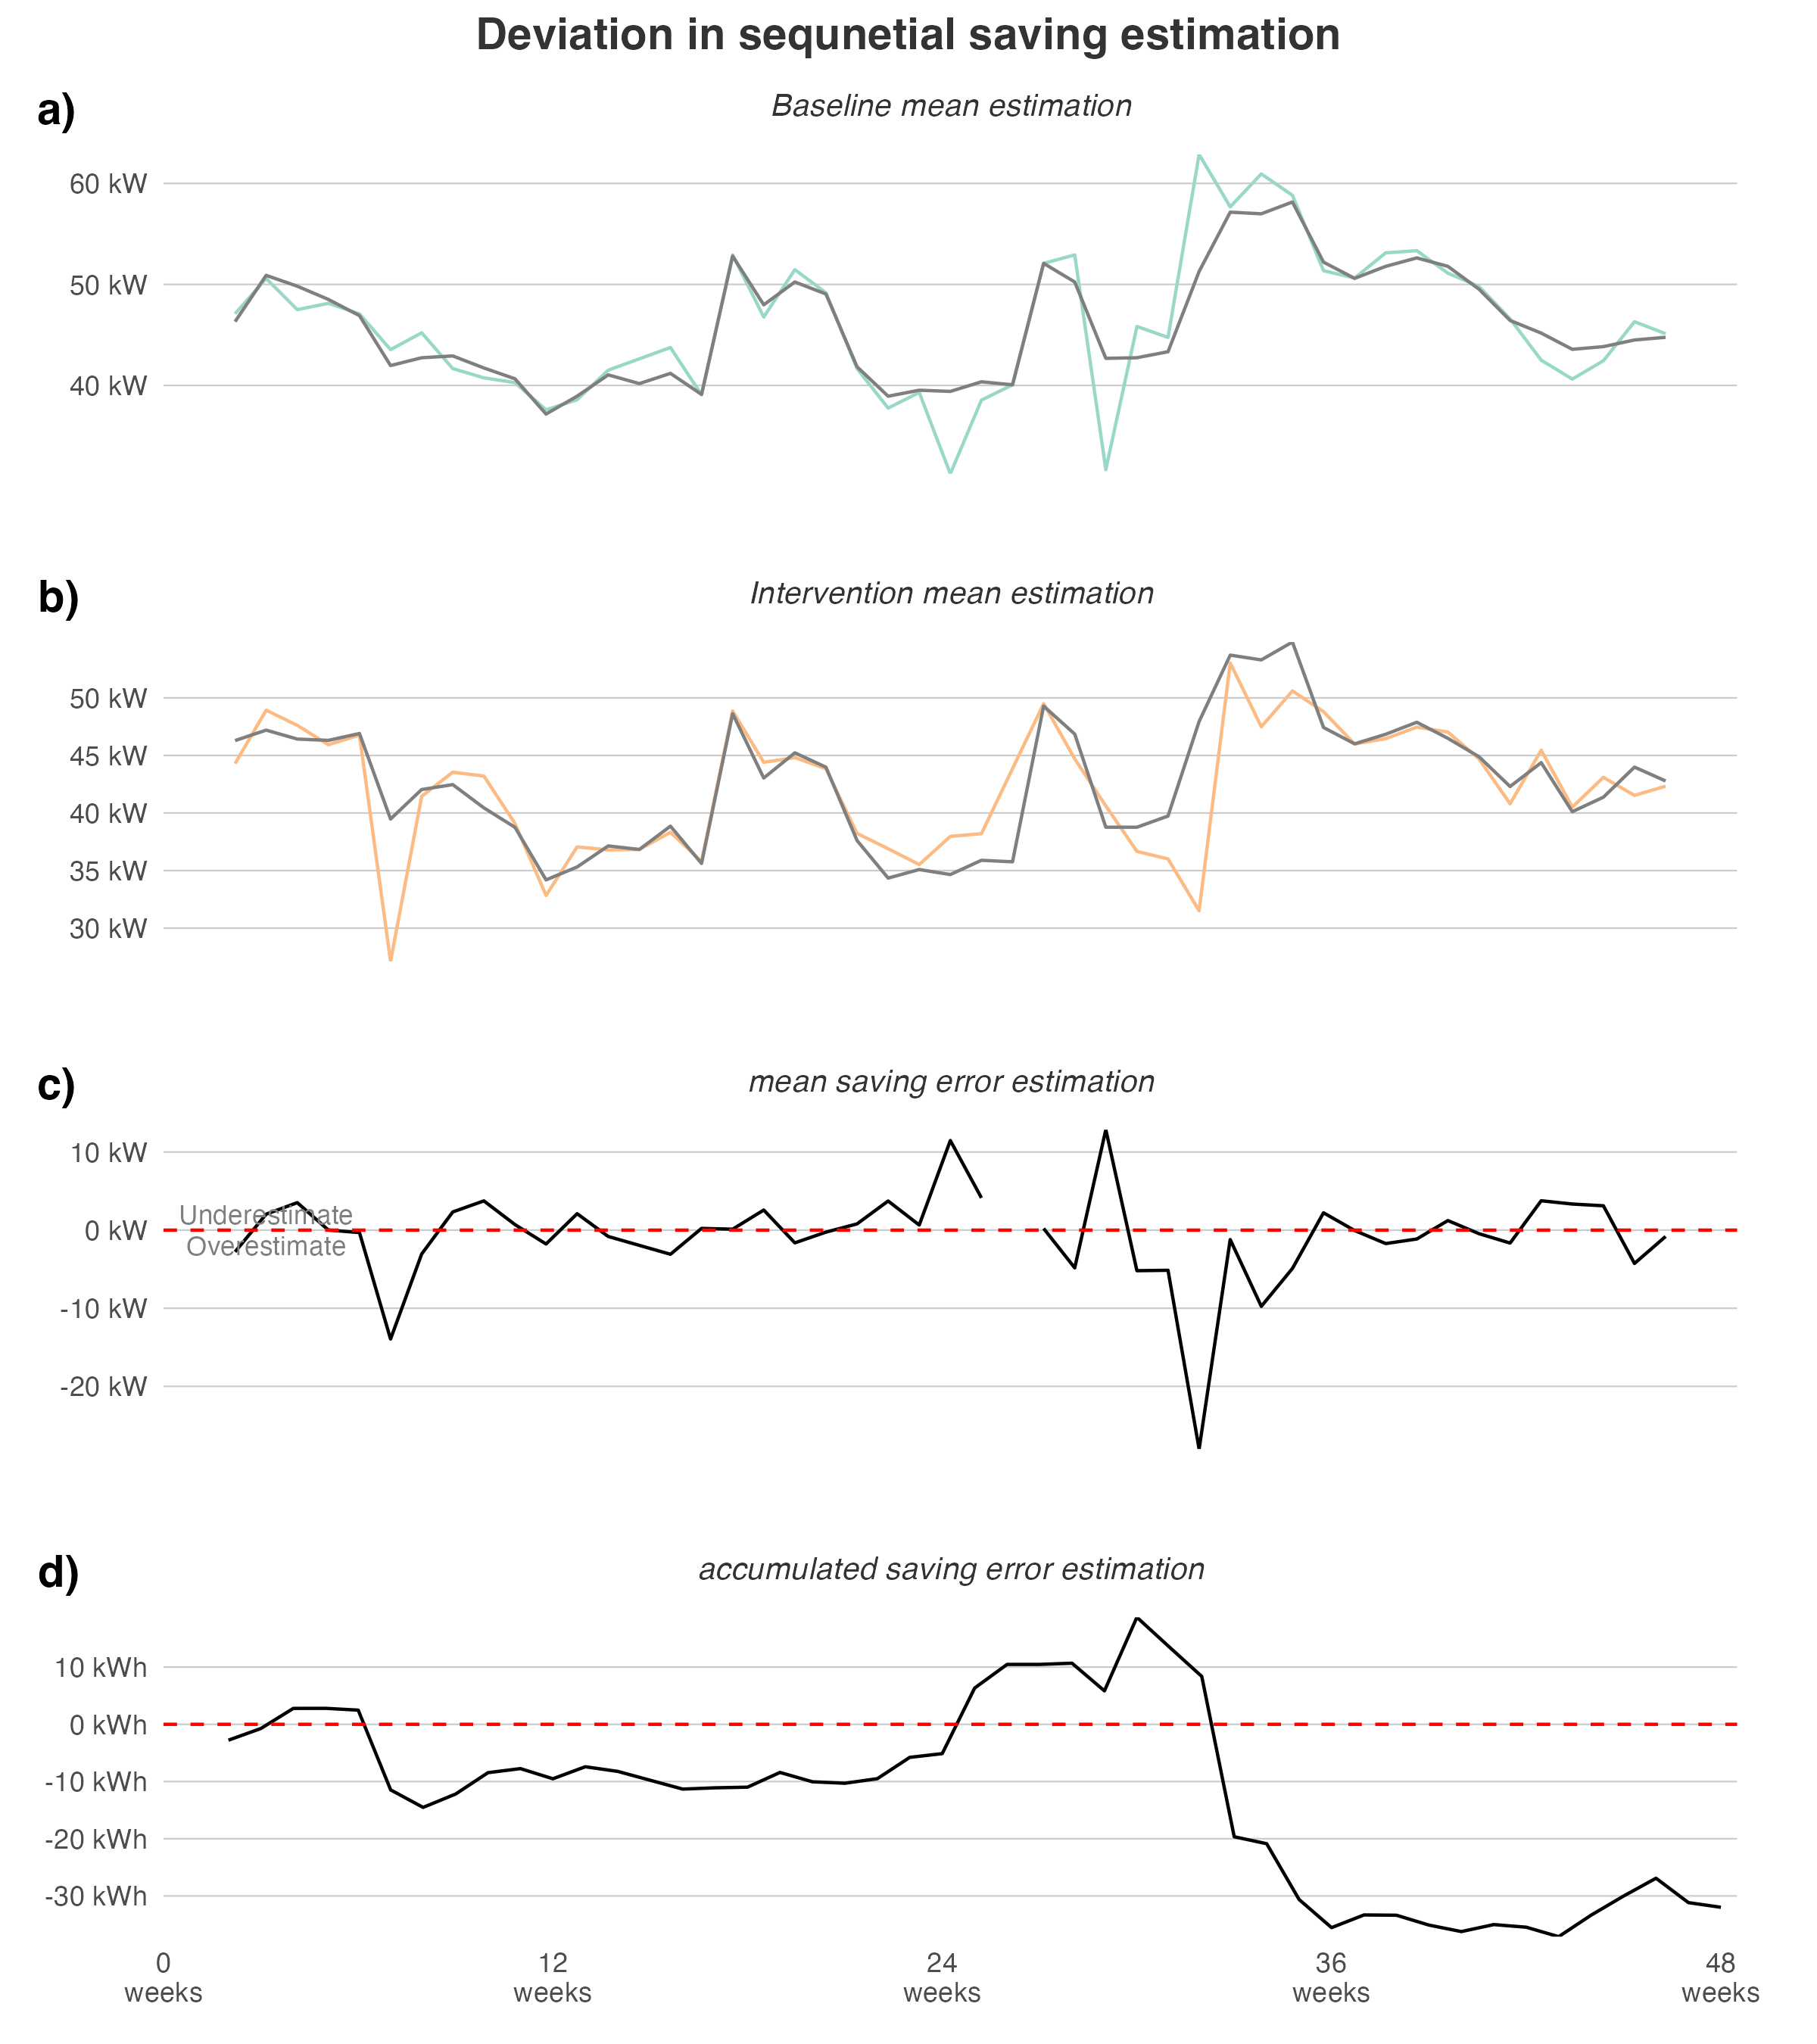 Deviation in sequnetial saving estimation
a)
Baseline mean estimation
60 kW
50 kW
40 kW
b)
Intervention mean estimation
50 kW
45 kW
40 kW
35 kW
30 kW
c)
mean saving error estimation
10 kW
Underestimate
0 kW
Overestimate
-10 kW
-20 kW
d)
accumulated saving error estimation
10 kWh
0 kWh
-10 kWh
-20 kWh
-30 kWh
0 12 24 36 48
weeks weeks weeks weeks weeks